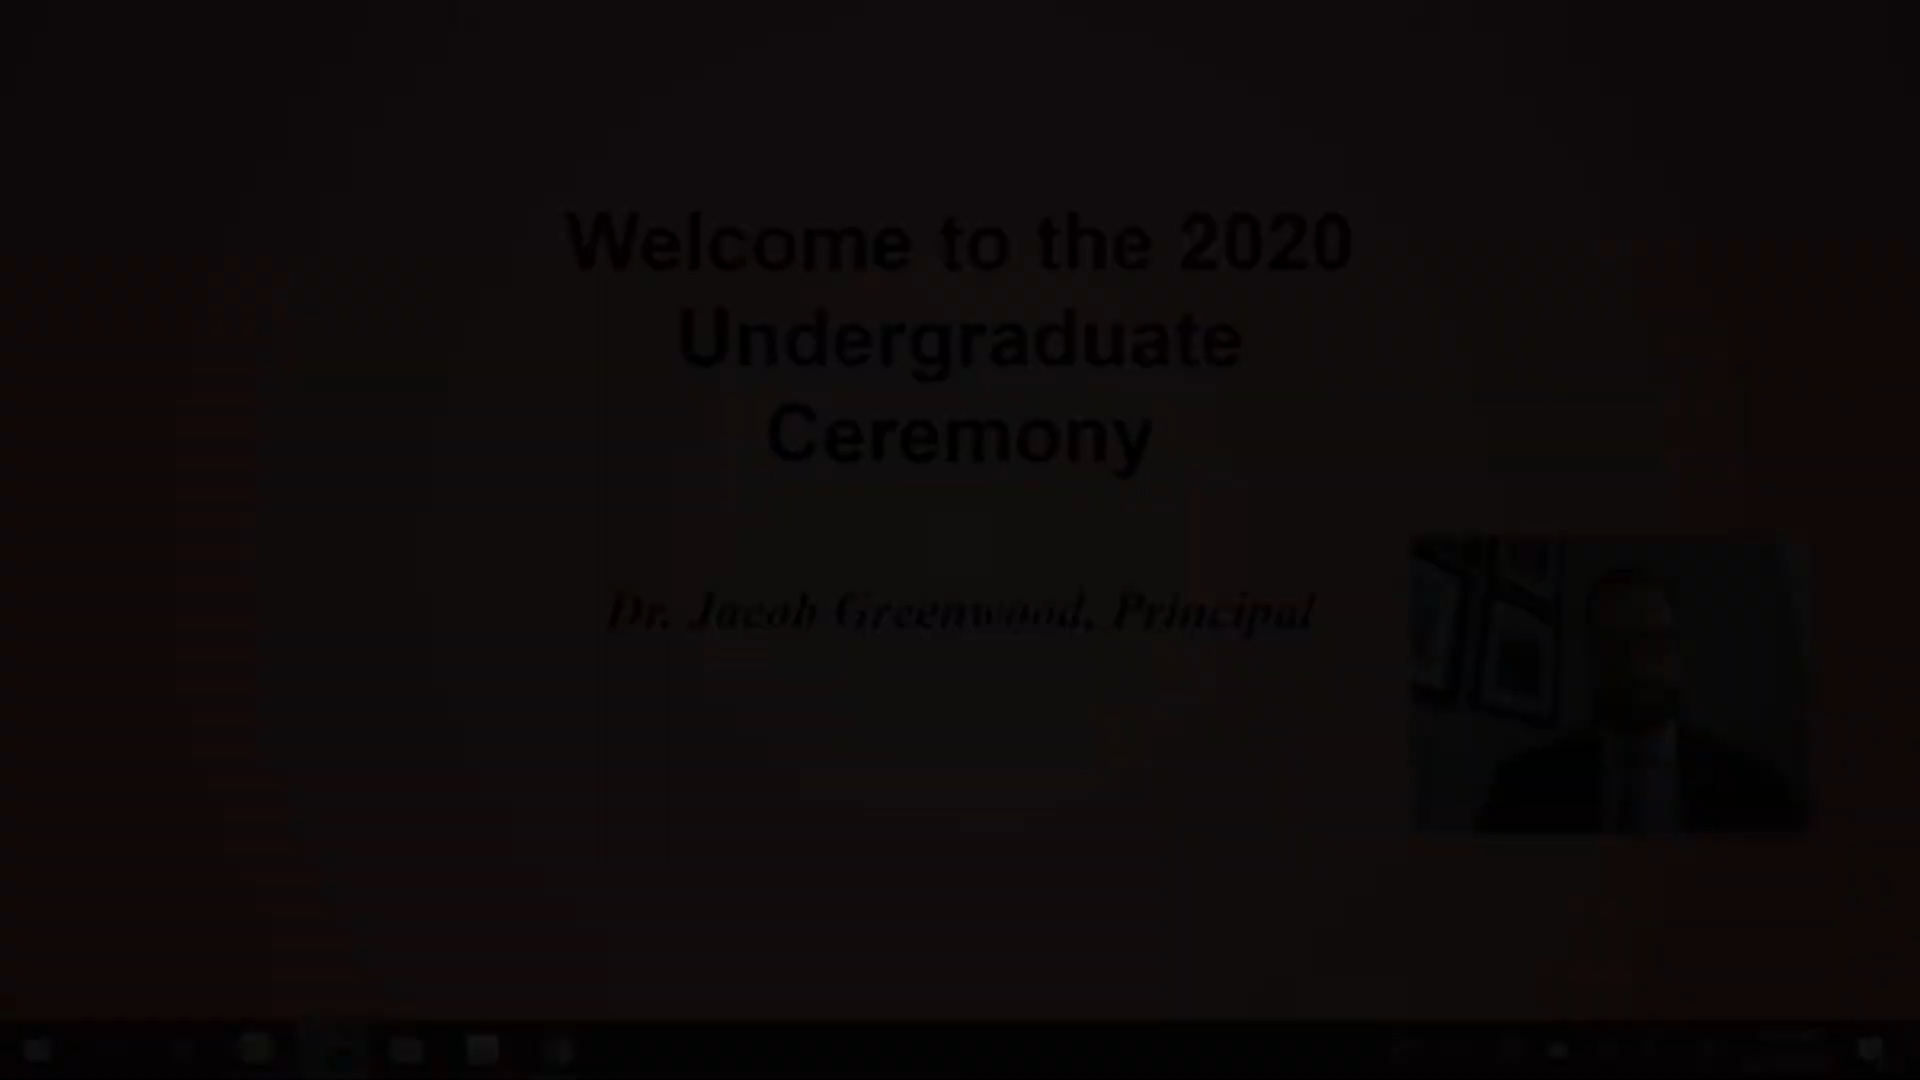 Welcome to the 2020
Undergraduate
Ceremony
Dr. Jacob Greenwood, Principal